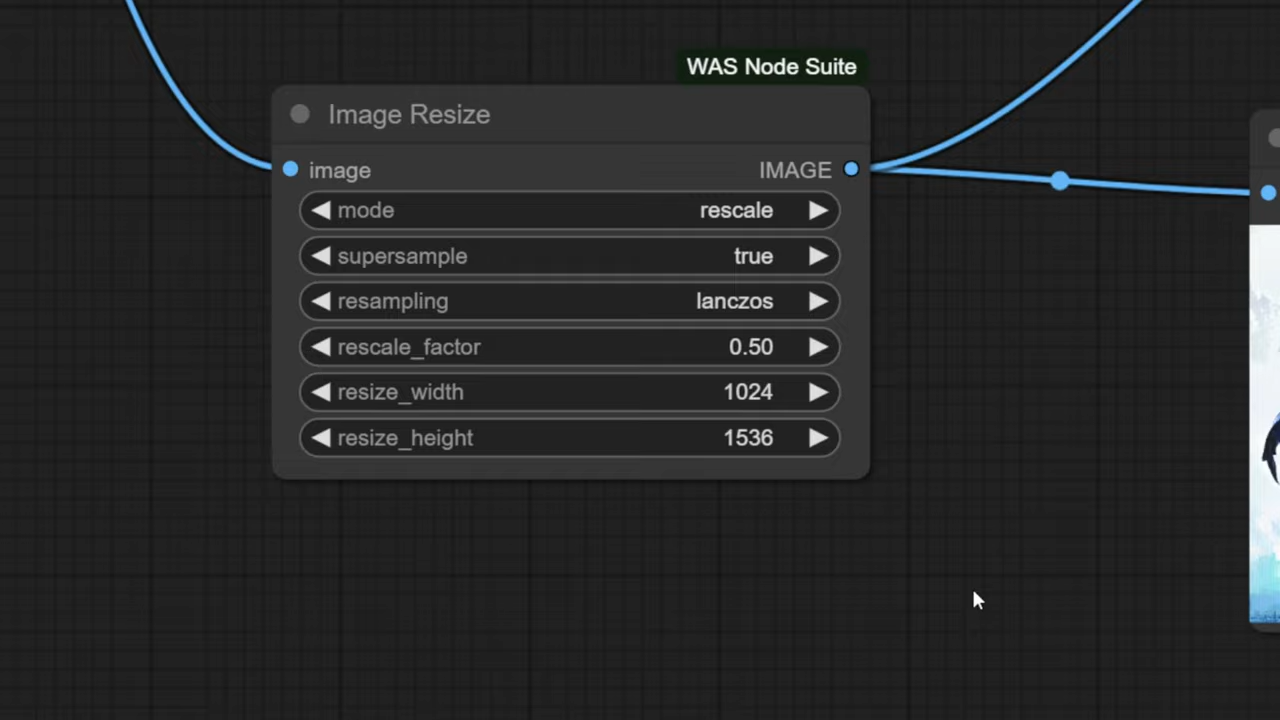 WAS Node Suite
Image Resize
image IMAGE
mode rescale
supersample true
resampling lanczos
rescale_factor 0.50
resize_width 1024
resize_height 1536